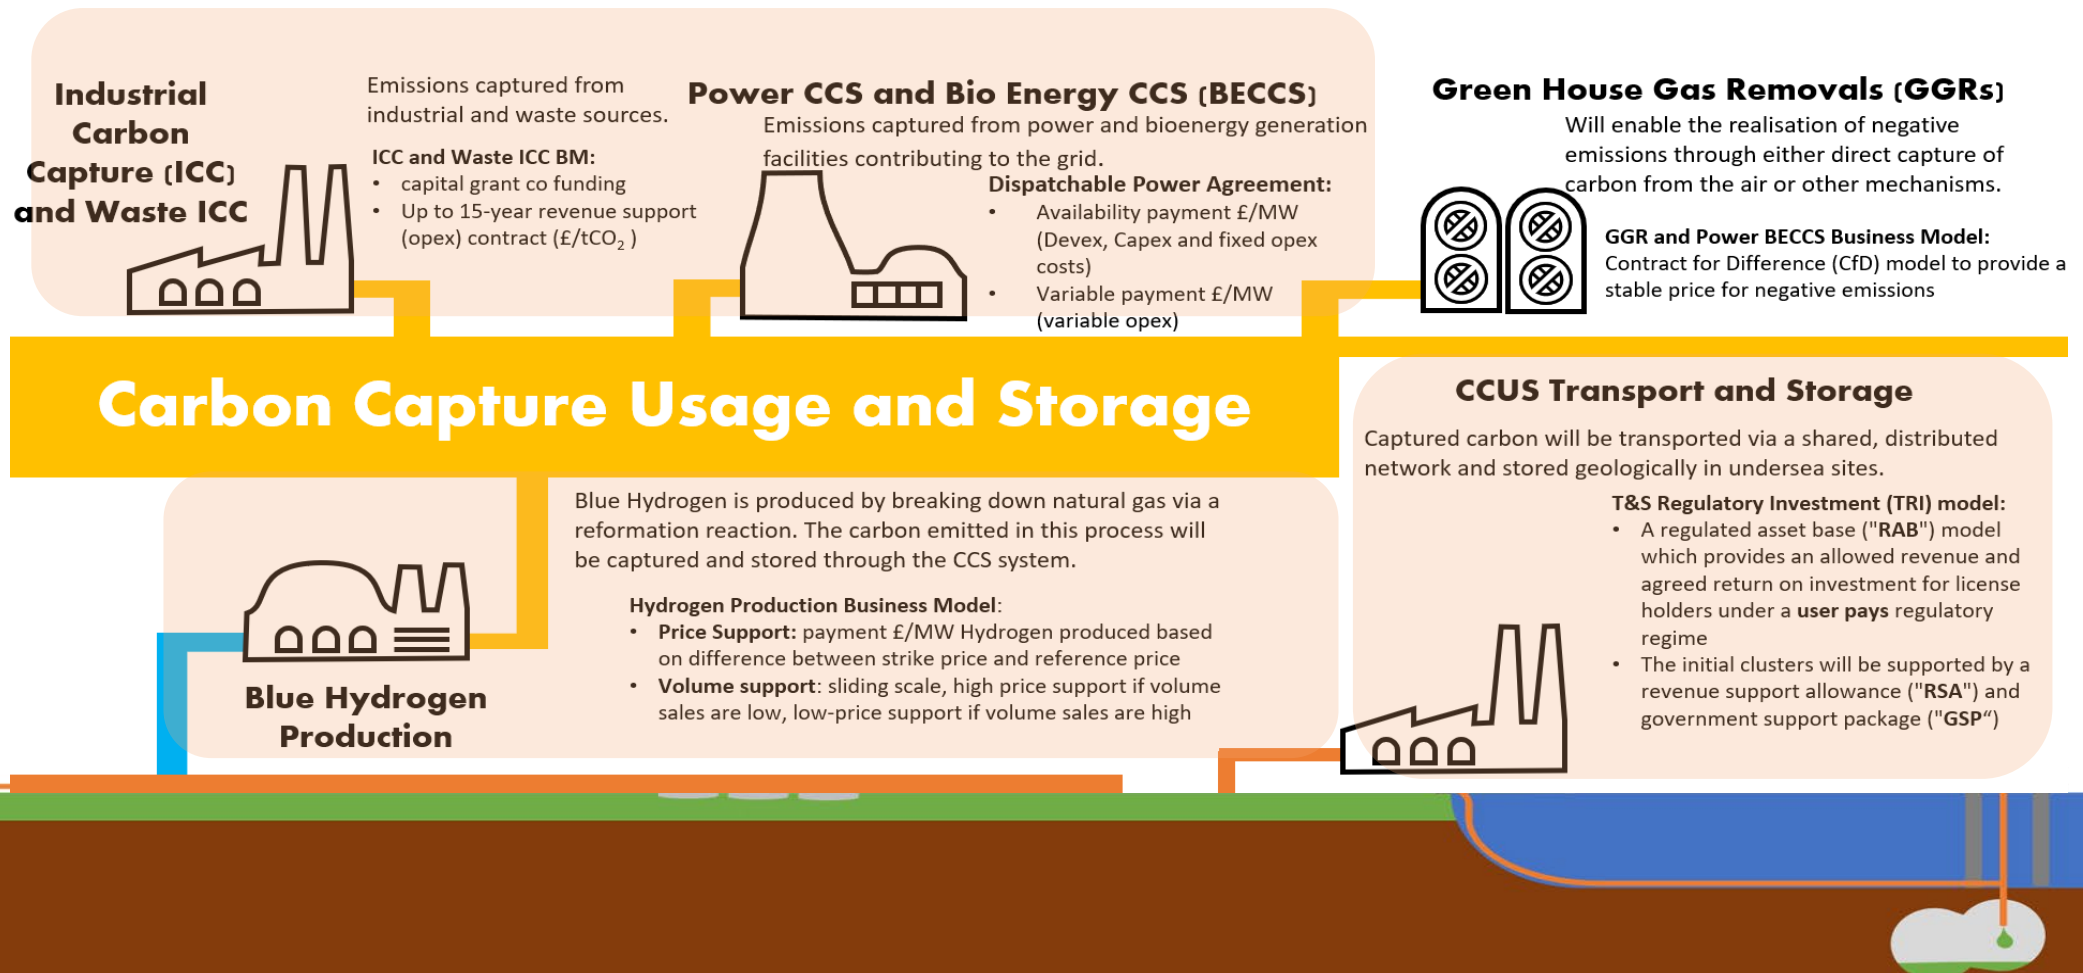 Industrial
Carbon
Capture (ICC)
and Waste ICC
Emissions captured from
industrial and waste sources.
ICC and Waste ICC BM:
• capital grant co funding
• Up to 15-year revenue support
(opex) contract (£/tCO₂ )
Power CCS and Bio Energy CCS (BECCS)
Emissions captured from power and bioenergy generation
facilities contributing to the grid.
Dispatchable Power Agreement:
• Availability payment £/MW
(Devex, Capex and fixed opex
costs)
• Variable payment £/MW
(variable opex)
Green House Gas Removals (GGRs)
Will enable the realisation of negative
emissions through either direct capture of
carbon from the air or other mechanisms.
GGR and Power BECCS Business Model:
Contract for Difference (CfD) model to provide a
stable price for negative emissions
Carbon Capture Usage and Storage
CCUS Transport and Storage
Captured carbon will be transported via a shared, distributed
network and stored geologically in undersea sites.
T&S Regulatory Investment (TRI) model:
• A regulated asset base ("RAB") model
which provides an allowed revenue and
agreed return on investment for license
holders under a user pays regulatory
regime
• The initial clusters will be supported by a
revenue support allowance ("RSA") and
government support package ("GSP“)
Blue Hydrogen is produced by breaking down natural gas via a
reformation reaction. The carbon emitted in this process will
be captured and stored through the CCS system.
Hydrogen Production Business Model:
• Price Support: payment £/MW Hydrogen produced based
on difference between strike price and reference price
• Volume support: sliding scale, high price support if volume
sales are low, low-price support if volume sales are high
Blue Hydrogen
Production